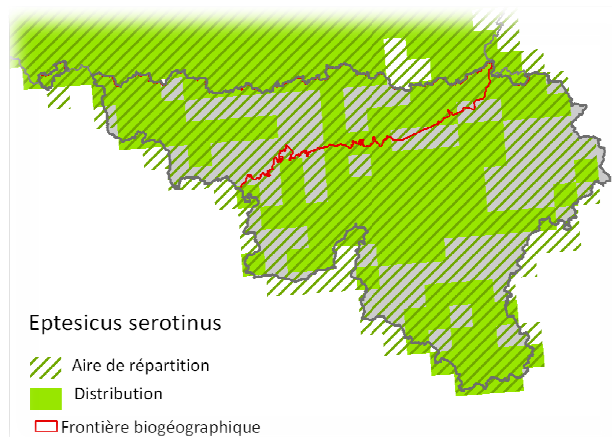 Eptesicus serotinus
Aire de répartition
Distribution
Frontière biogéographique